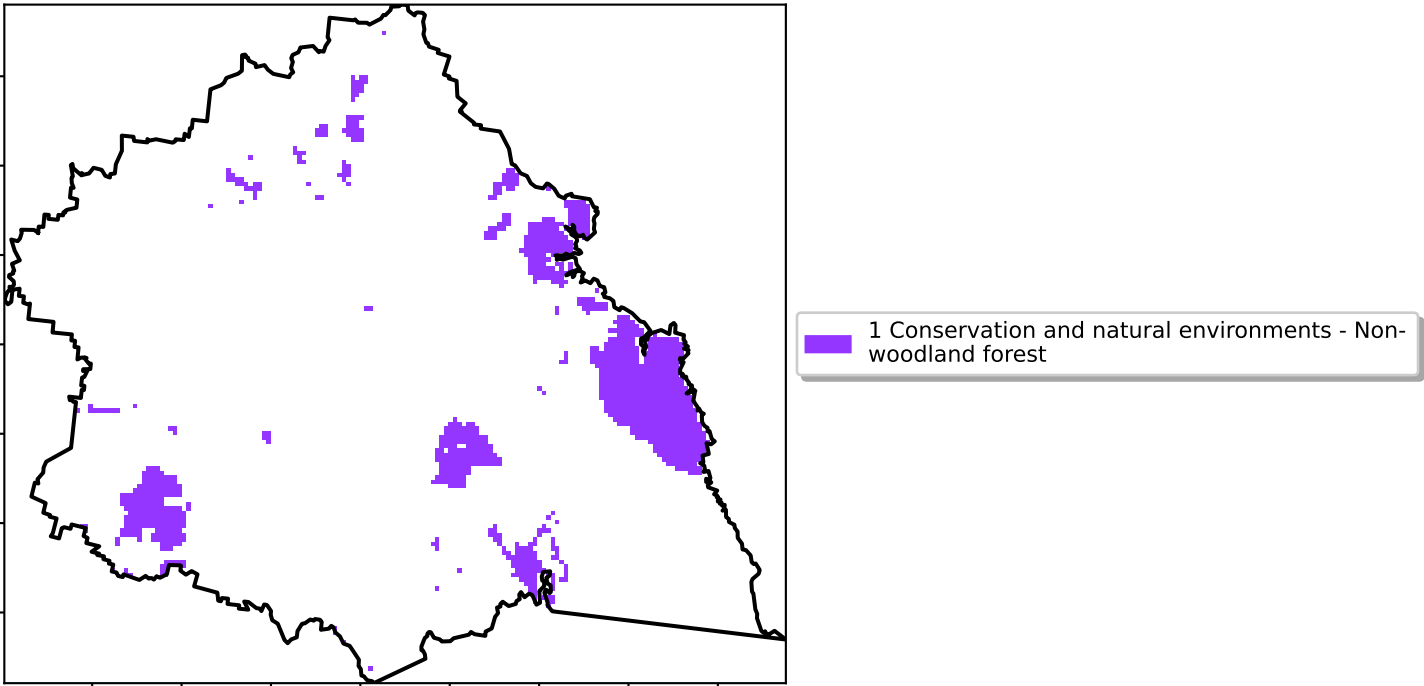 1 Conservation and natural environments - Non-
woodland forest